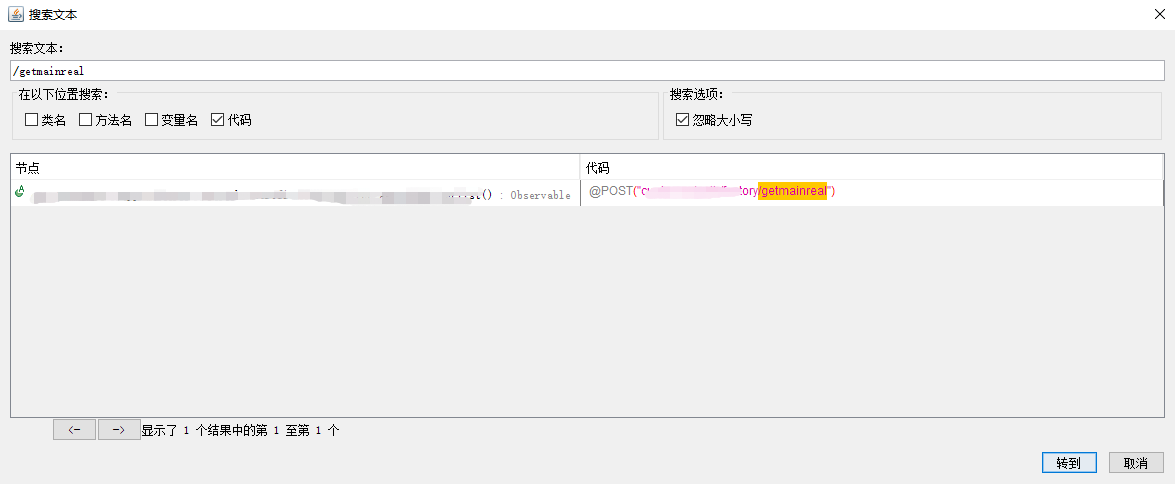 搜索文本
搜索文本：
/getmainreal
在以下位置搜索：
类名 方法名 变量名 代码
搜索选项：
忽略大小写
节点 代码
() : Observable @POST(" /getmainreal")
<- -> 显示了 1 个结果中的第 1 至第 1 个
转到 取消